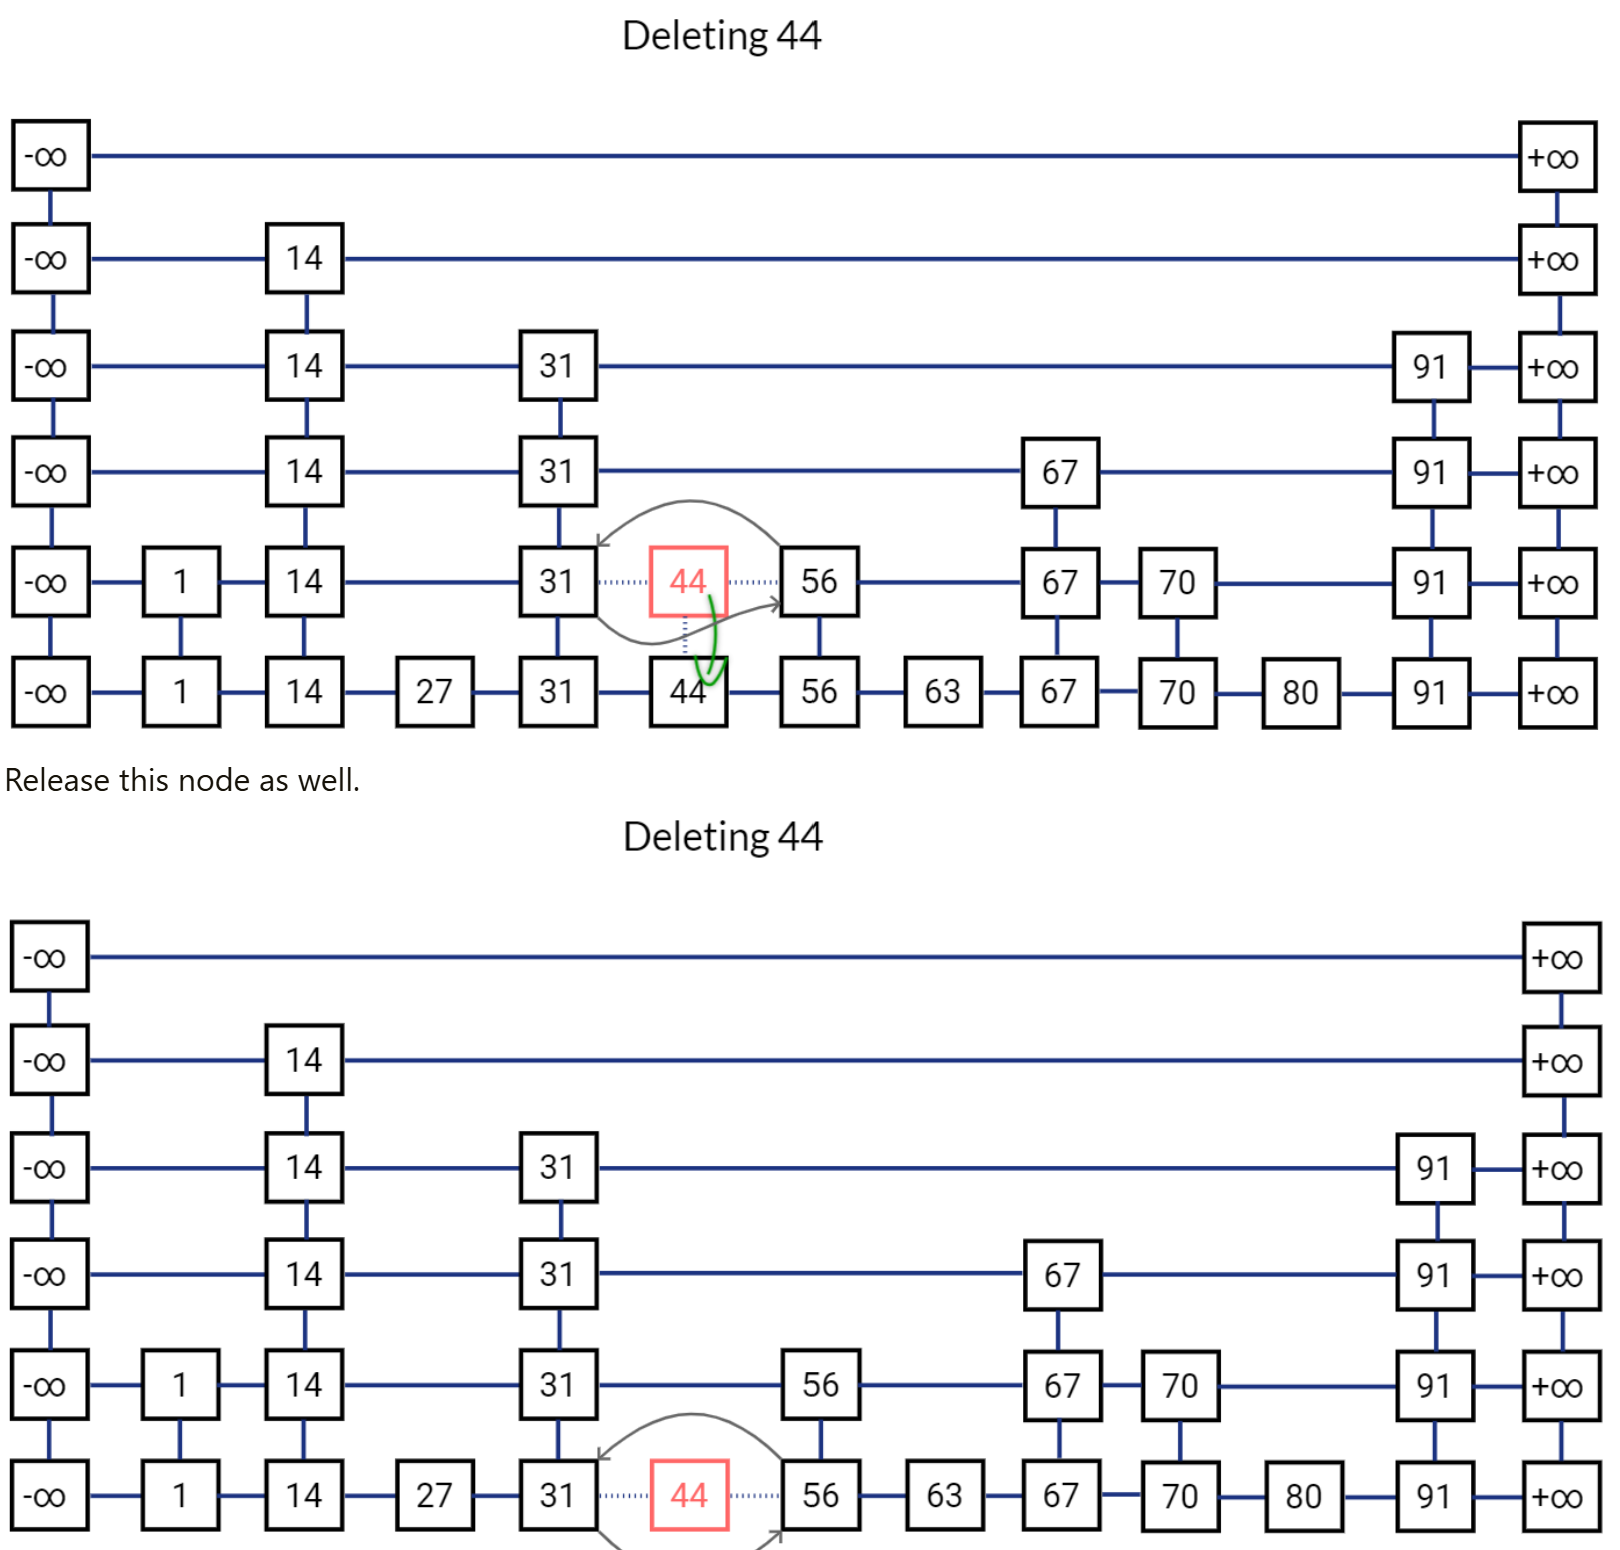 Deleting 44
-∞ +∞
-∞ 14 +∞
-∞ 14 31 91 +∞
-∞ 14 31 67 91 +∞
-∞ 1 14 31 44 56 67 70 91 +∞
-∞ 1 14 27 31 44 56 63 67 70 80 91 +∞
Release this node as well.
Deleting 44
-∞ +∞
-∞ 14 +∞
-∞ 14 31 91 +∞
-∞ 14 31 67 91 +∞
-∞ 1 14 31 56 67 70 91 +∞
-∞ 1 14 27 31 44 56 63 67 70 80 91 +∞